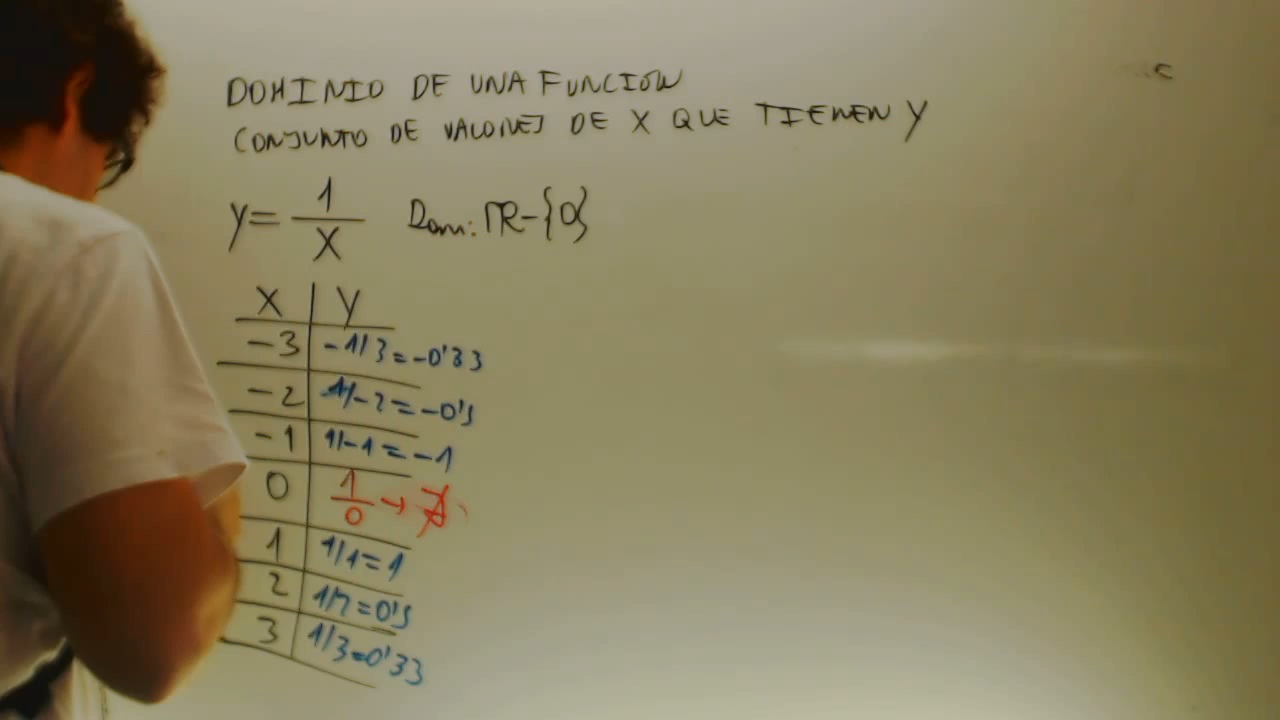 DOMINIO DE UNA FUNCION
CONJUNTO DE VALORES DE X QUE TIENEN Y
y = 1/X Dom: ℝ-{0}
X | Y
-3 | -1/3 = -0'33
-2 | 1/-2 = -0'5
-1 | 1/-1 = -1
0 | 1/0 → ∄
1 | 1/1 = 1
2 | 1/2 = 0'5
3 | 1/3 = 0'33